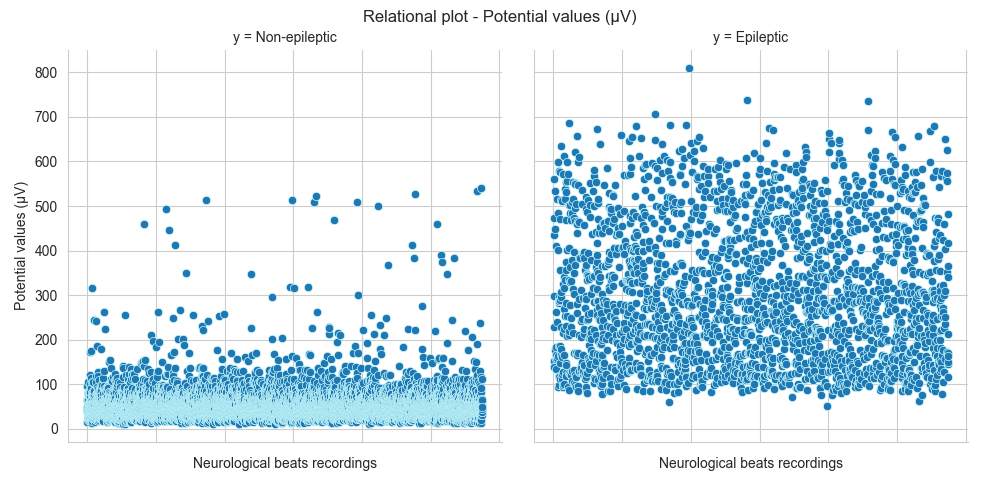 Relational plot - Potential values (µV)
y = Non-epileptic
y = Epileptic
800
700
600
500
400
300
200
100
0
Potential values (µV)
Neurological beats recordings
Neurological beats recordings